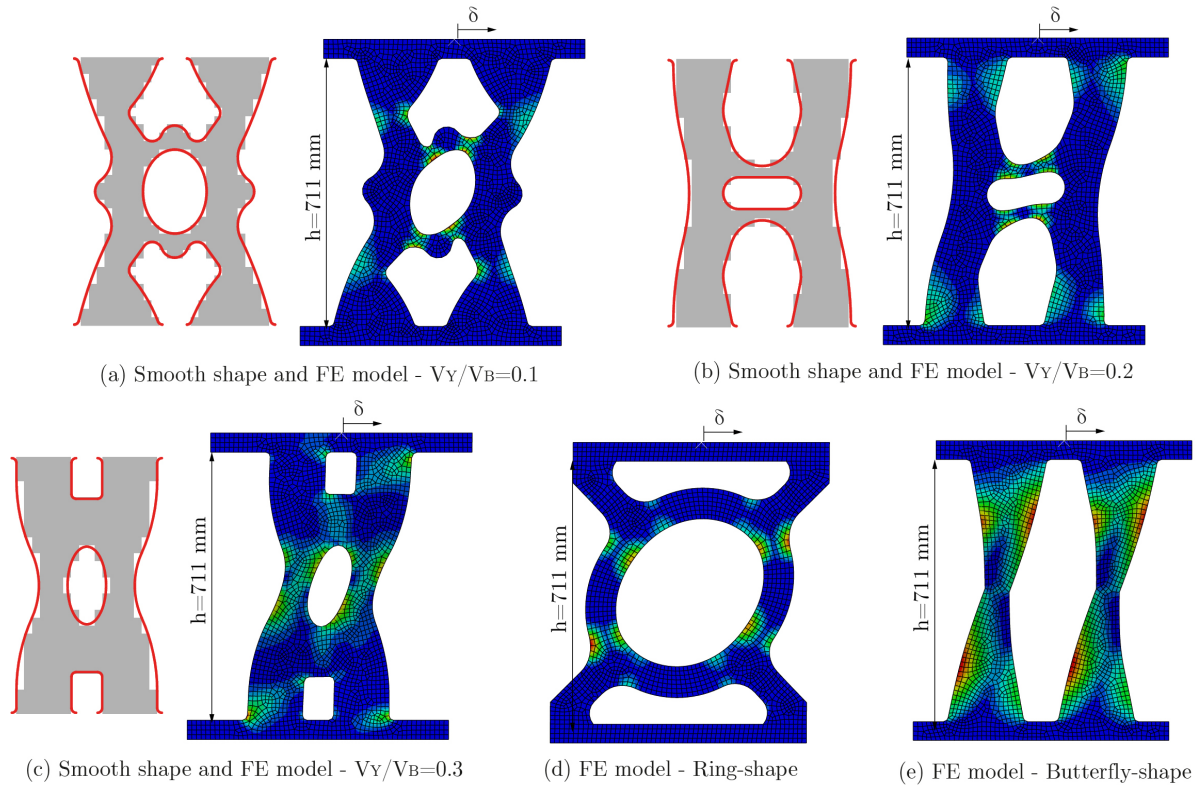 δ
h=711 mm
(a) Smooth shape and FE model - VY/VB=0.1
δ
h=711 mm
(b) Smooth shape and FE model - VY/VB=0.2
δ
h=711 mm
(c) Smooth shape and FE model - VY/VB=0.3
δ
h=711 mm
(d) FE model - Ring-shape
δ
h=711 mm
(e) FE model - Butterfly-shape